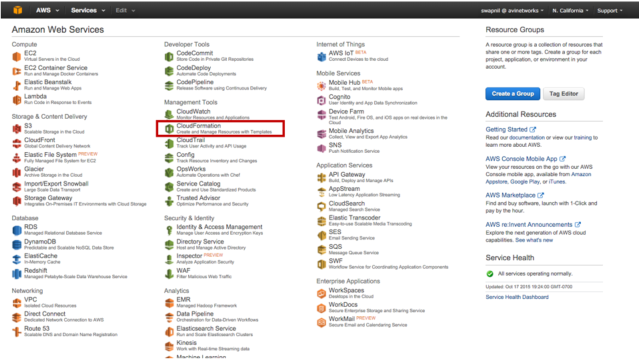 AWS
Services
Edit
swapnil @ avinetworks
N. California
Support
Amazon Web Services
Compute
EC2
Virtual Servers in the Cloud
EC2 Container Service
Run and Manage Docker Containers
Elastic Beanstalk
Run and Manage Web Apps
Lambda
Run Code in Response to Events
Storage & Content Delivery
S3
Scalable Storage in the Cloud
CloudFront
Global Content Delivery Network
Elastic File System PREVIEW
Fully Managed File System for EC2
Glacier
Archive Storage in the Cloud
Import/Export Snowball
Large Scale Data Transport
Storage Gateway
Integrates On-Premises IT Environments with Cloud Storage
Database
RDS
Managed Relational Database Service
DynamoDB
Predictable and Scalable NoSQL Data Store
ElastiCache
In-Memory Cache
Redshift
Managed Petabyte-Scale Data Warehouse Service
Networking
VPC
Isolated Cloud Resources
Direct Connect
Dedicated Network Connection to AWS
Route 53
Scalable DNS and Domain Name Registration
Developer Tools
CodeCommit
Store Code in Private Git Repositories
CodeDeploy
Automate Code Deployments
CodePipeline
Release Software using Continuous Delivery
Management Tools
CloudWatch
Monitor Resources and Applications
CloudFormation
Create and Manage Resources with Templates
CloudTrail
Track User Activity and API Usage
Config
Track Resource Inventory and Changes
OpsWorks
Automate Operations with Chef
Service Catalog
Create and Use Standardized Products
Trusted Advisor
Optimize Performance and Security
Security & Identity
Identity & Access Management
Manage User Access and Encryption Keys
Directory Service
Host and Manage Active Directory
Inspector PREVIEW
Analyze Application Security
WAF
Filter Malicious Web Traffic
Analytics
EMR
Managed Hadoop Framework
Data Pipeline
Orchestration for Data-Driven Workflows
Elasticsearch Service
Run and Scale Elasticsearch Clusters
Kinesis
Work with Real-time Streaming data
Machine Learning
Internet of Things
AWS IoT BETA
Connect Devices to the cloud
Mobile Services
Mobile Hub BETA
Build, Test, and Monitor Mobile apps
Cognito
User Identity and App Data Synchronization
Device Farm
Test Android, Fire OS, and iOS apps on real devices in the
Cloud
Mobile Analytics
Collect, View and Export App Analytics
SNS
Push Notification Service
Application Services
API Gateway
Build, Deploy and Manage APIs
AppStream
Low Latency Application Streaming
CloudSearch
Managed Search Service
Elastic Transcoder
Easy-to-use Scalable Media Transcoding
SES
Email Sending Service
SQS
Message Queue Service
SWF
Workflow Service for Coordinating Application Components
Enterprise Applications
WorkSpaces
Desktops in the Cloud
WorkDocs
Secure Enterprise Storage and Sharing Service
WorkMail PREVIEW
Secure Email and Calendaring Service
Resource Groups
A resource group is a collection of resources that
share one or more tags. Create a group for each
project, application, or environment in your
account.
Create a Group
Tag Editor
Additional Resources
Getting Started
Read our documentation or view our training to
learn more about AWS.
AWS Console Mobile App
View your resources on the go with our AWS
Console mobile app, available from Amazon
Appstore, Google Play, or iTunes.
AWS Marketplace
Find and buy software, launch with 1-Click and
pay by the hour.
AWS re:Invent Announcements
Explore the next generation of AWS cloud
capabilities. See what's new
Service Health
All services operating normally.
Updated: Oct 17 2015 19:24:00 GMT-0700
Service Health Dashboard